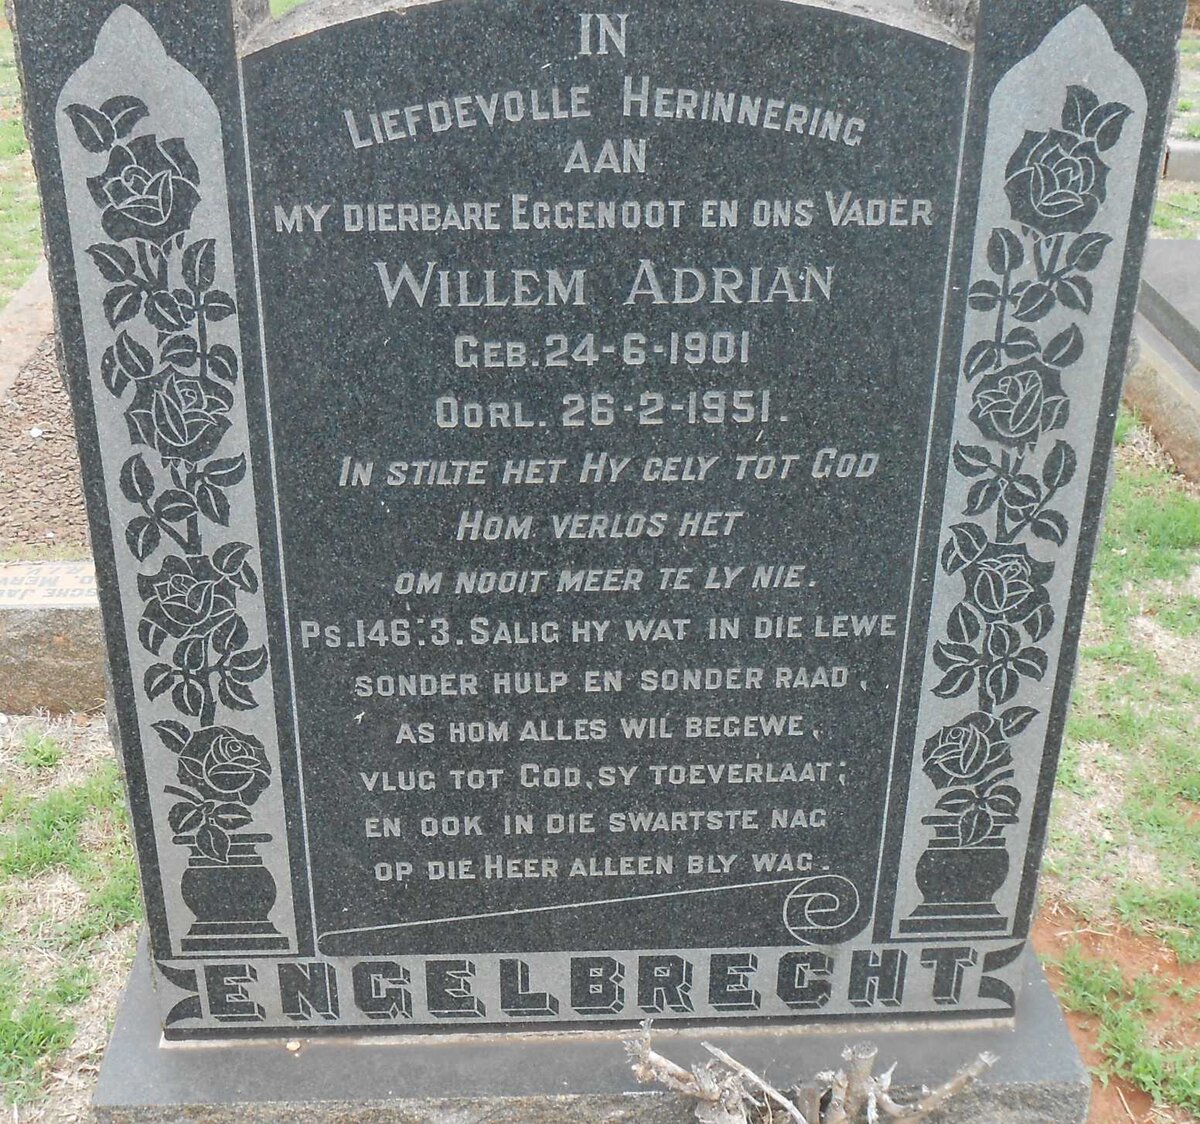 IN
LIEFDEVOLLE HERINNERING
AAN
MY DIERBARE EGGENOOT EN ONS VADER
WILLEM ADRIAN
GEB. 24-6-1901
OORL. 26-2-1951.
IN STILTE HET HY GELY TOT GOD
HOM VERLOS HET
OM NOOIT MEER TE LY NIE.
PS. 146:3. SALIG HY WAT IN DIE LEWE
SONDER HULP EN SONDER RAAD,
AS HOM ALLES WIL BEGEWE,
VLUG TOT GOD, SY TOEVERLAAT;
EN OOK IN DIE SWARTSTE NAG
OP DIE HEER ALLEEN BLY WAG.
ENGELBRECHT